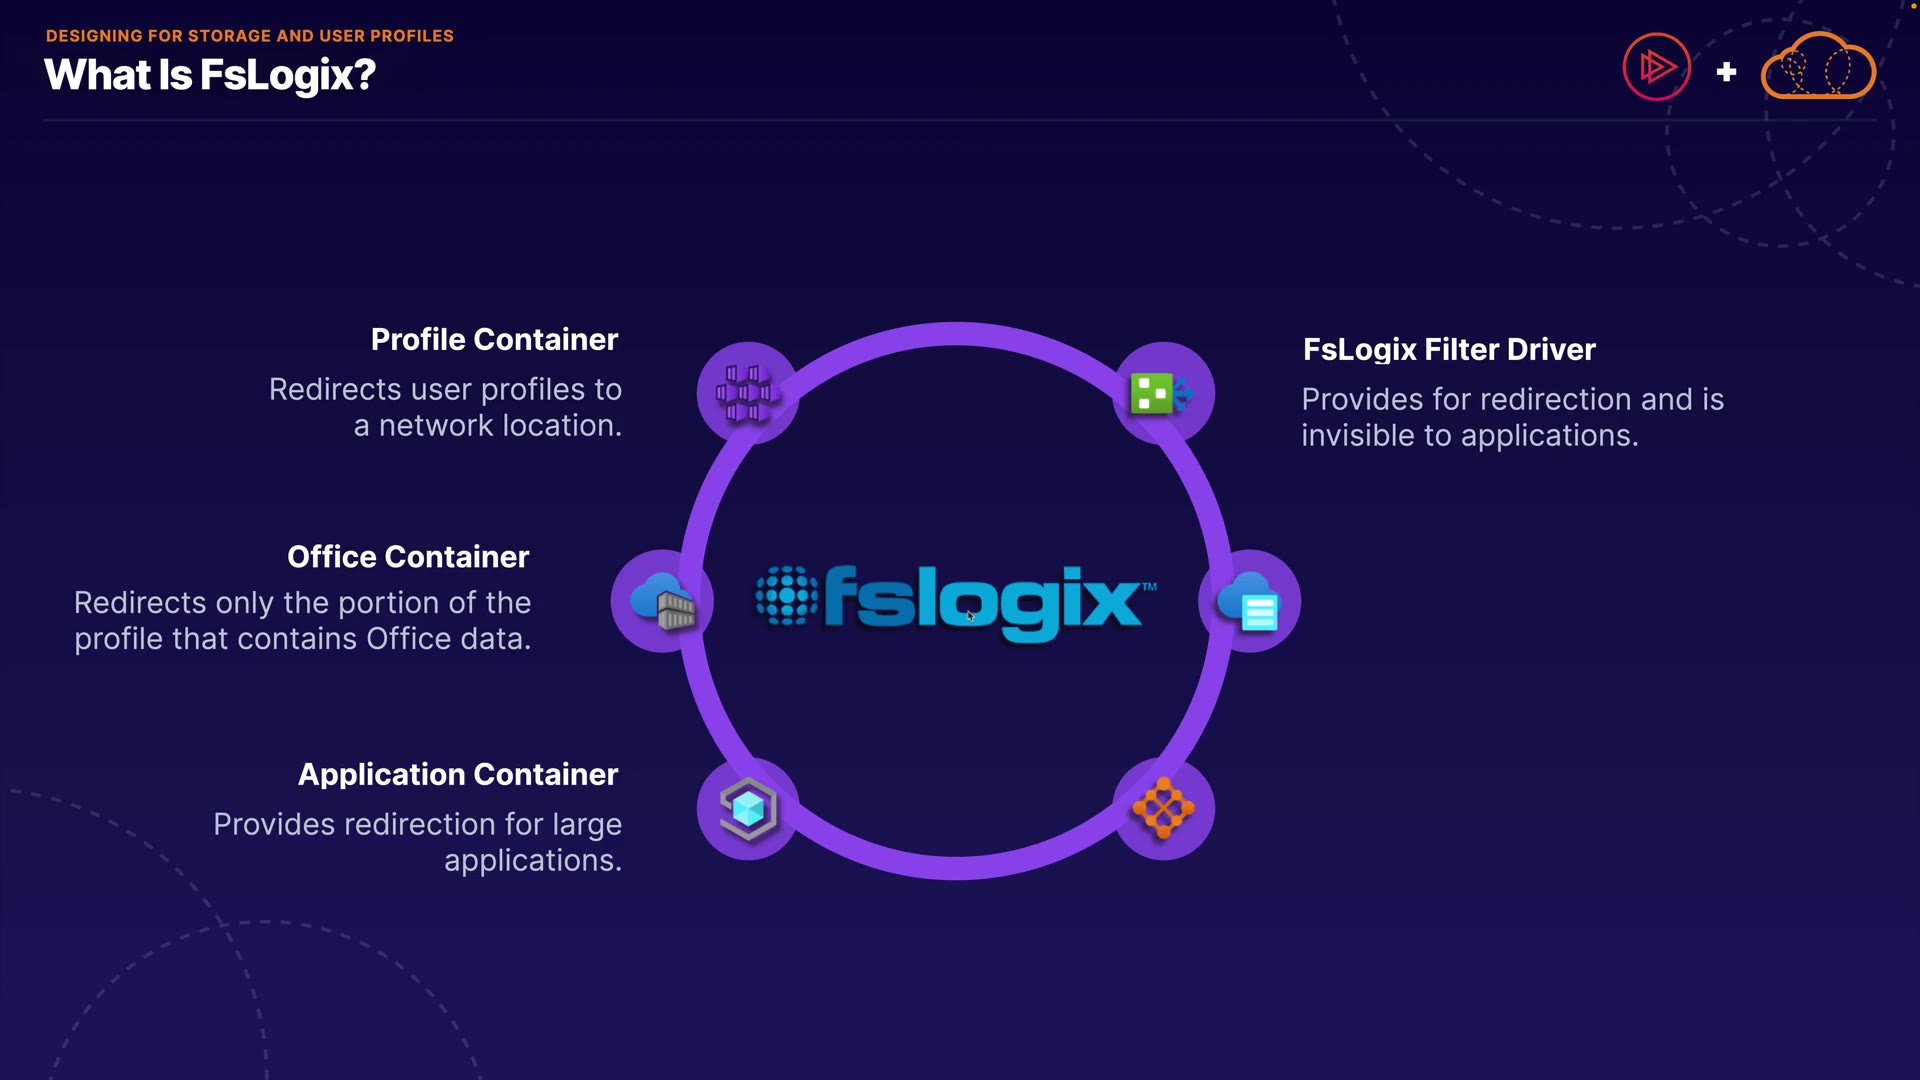 DESIGNING FOR STORAGE AND USER PROFILES
What Is FsLogix?
Profile Container
Redirects user profiles to
a network location.
Office Container
Redirects only the portion of the
profile that contains Office data.
Application Container
Provides redirection for large
applications.
fslogix™
FsLogix Filter Driver
Provides for redirection and is
invisible to applications.